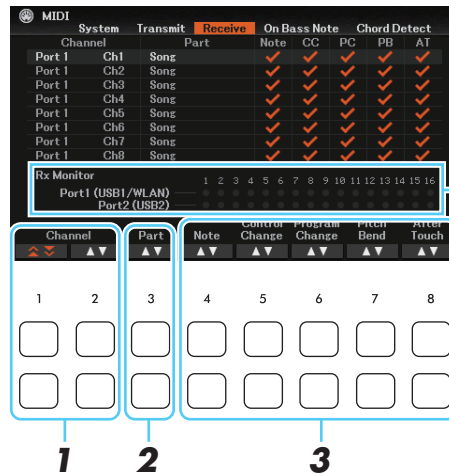 MIDI
System Transmit Receive On Bass Note Chord Detect
Channel Part Note CC PC PB AT
Port 1 Ch1 Song
Port 1 Ch2 Song
Port 1 Ch3 Song
Port 1 Ch4 Song
Port 1 Ch5 Song
Port 1 Ch6 Song
Port 1 Ch7 Song
Port 1 Ch8 Song
Rx Monitor 1 2 3 4 5 6 7 8 9 10 11 12 13 14 15 16
Port1 (USB1/WLAN)
Port2 (USB2)
Channel Part Note Control Change Program Change Pitch Bend After Touch
1 2 3 4 5 6 7 8
1 2 3